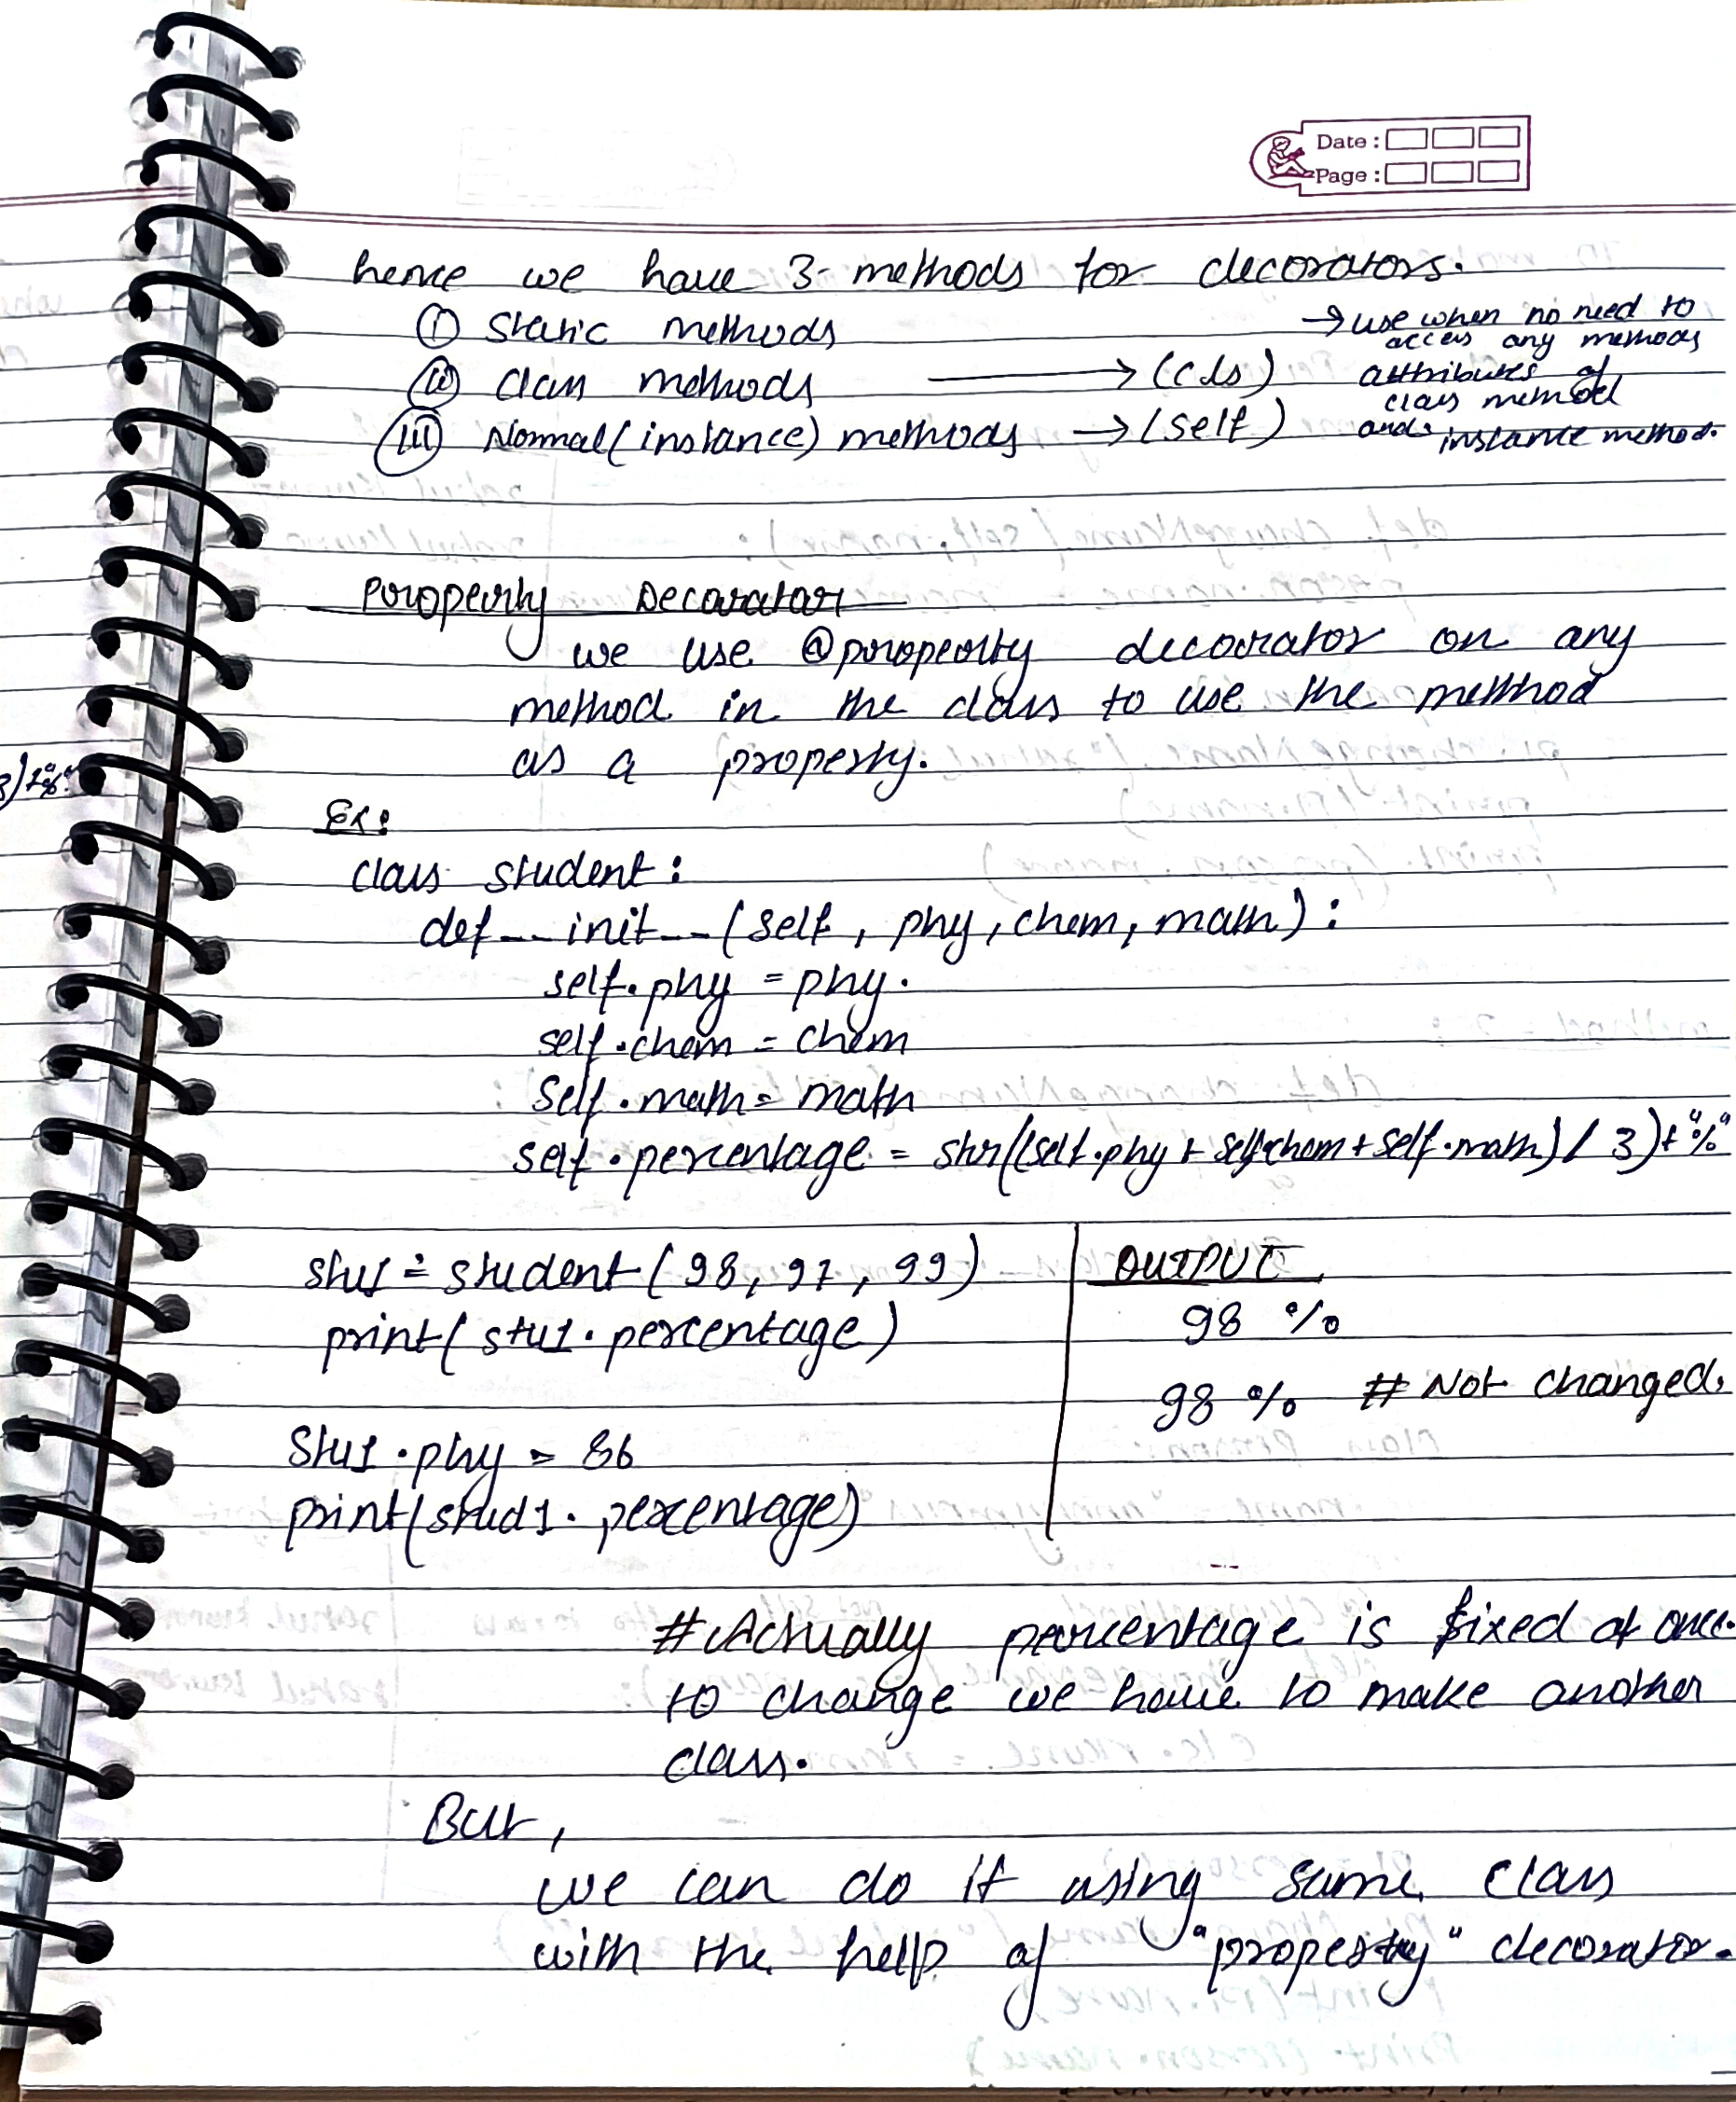 Date :
Page :
hence we have 3 methods for decorators.
(i) Static methods → use when no need to
access any methods
(ii) Class methods → (cls) attributes of
class method
(iii) Normal (instance) methods → (self) and instance method.
Property Decorator
we use @property decorator on any
method in the class to use the method
as a property.
Ex:
class student:
def __init__(self, phy, chem, math):
self.phy = phy.
self.chem = chem
self.math = math
self.percentage = str((self.phy + self.chem + self.math) / 3) + "%"
stu1 = student(98, 97, 99)
print(stu1.percentage)
OUTPUT
98 %
98 % # Not changed.
Stu1.phy = 86
print(stud1.percentage)
# Actually percentage is fixed at once.
to change we have to make another
class.
But,
we can do it using same class
with the help of "property" decorator.